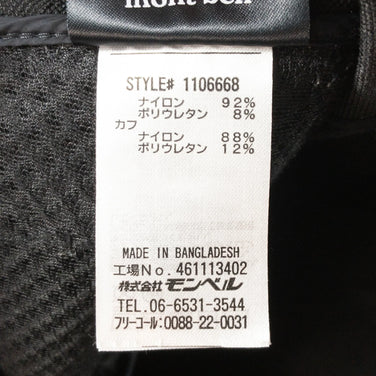 mont-bell
STYLE# 1106668
ナイロン 92%
ポリウレタン 8%
カフ
ナイロン 88%
ポリウレタン 12%
MADE IN BANGLADESH
工場No. 461113402
株式会社モンベル
TEL. 06-6531-3544
フリーコール: 0088-22-0031